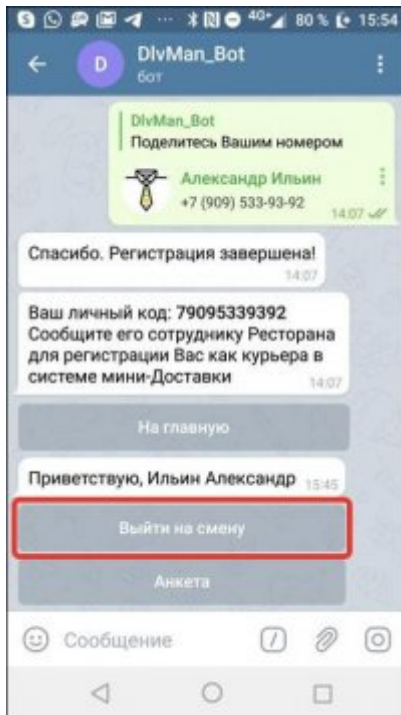 4G 80 % 15:54
D DlvMan_Bot
бот
DlvMan_Bot
Поделитесь Вашим номером
Александр Ильин
+7 (909) 533-93-92
14:07
Спасибо. Регистрация завершена!
14:07
Ваш личный код: 79095339392
Сообщите его сотруднику Ресторана
для регистрации Вас как курьера в
системе мини-Доставки 14:07
На главную
Приветствую, Ильин Александр 15:45
Выйти на смену
Анкета
Сообщение